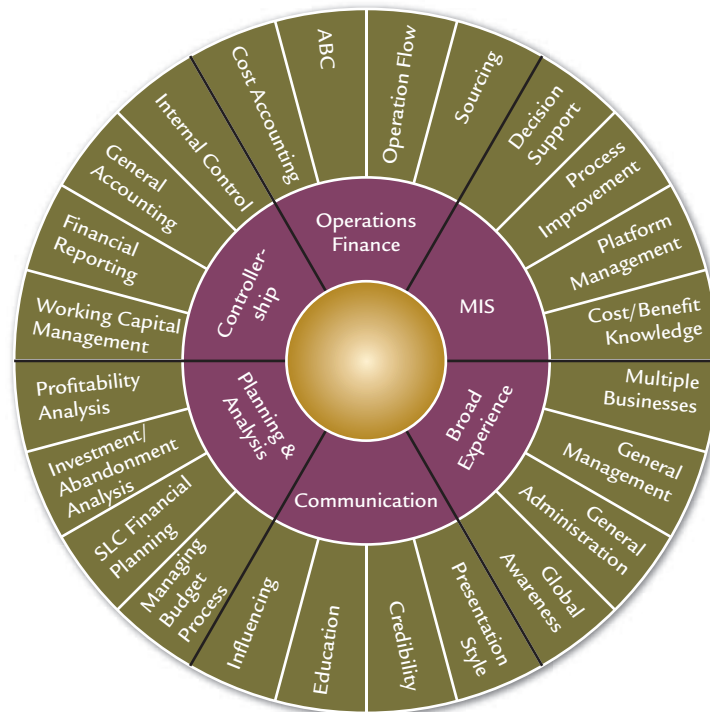 Operations
Finance
Cost Accounting
ABC
Operation Flow
Sourcing
MIS
Decision
Support
Process
Improvement
Platform
Management
Cost/Benefit
Knowledge
Broad
Experience
Multiple
Businesses
General
Management
General
Administration
Global
Awareness
Communication
Presentation
Style
Credibility
Education
Influencing
Planning &
Analysis
Managing
Budget
Process
SLC Financial
Planning
Investment/
Abandonment
Analysis
Profitability
Analysis
Controller-
ship
Working Capital
Management
Financial
Reporting
General
Accounting
Internal Control